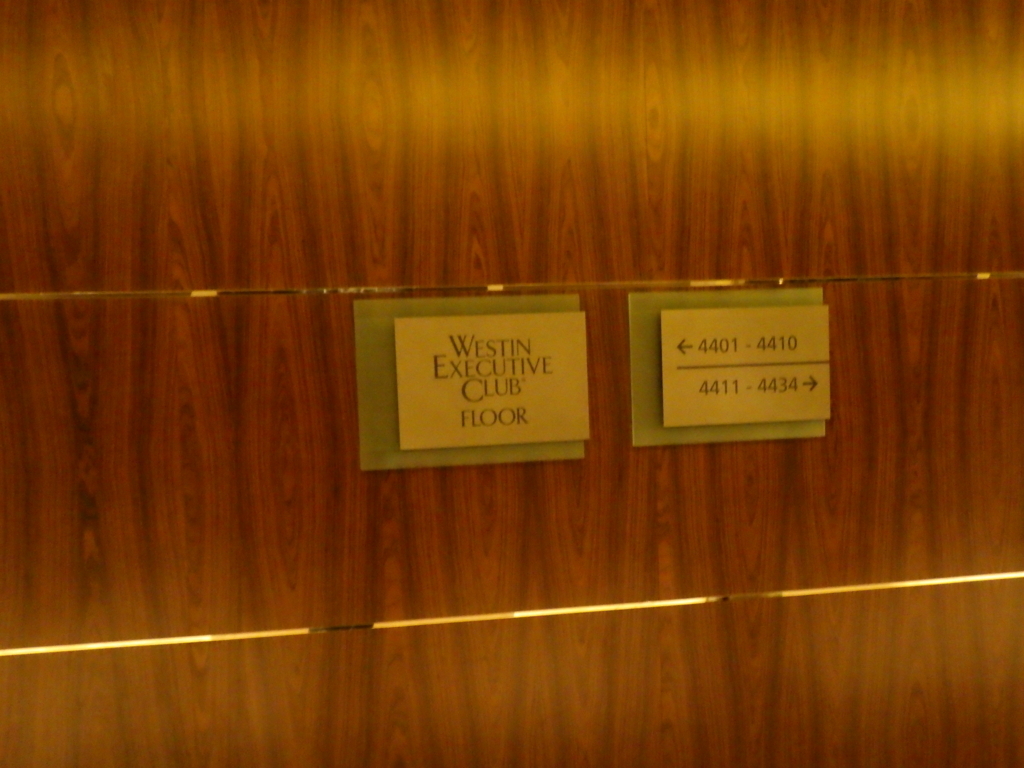 WESTIN
EXECUTIVE
CLUB®
FLOOR
← 4401 - 4410
4411 - 4434 →